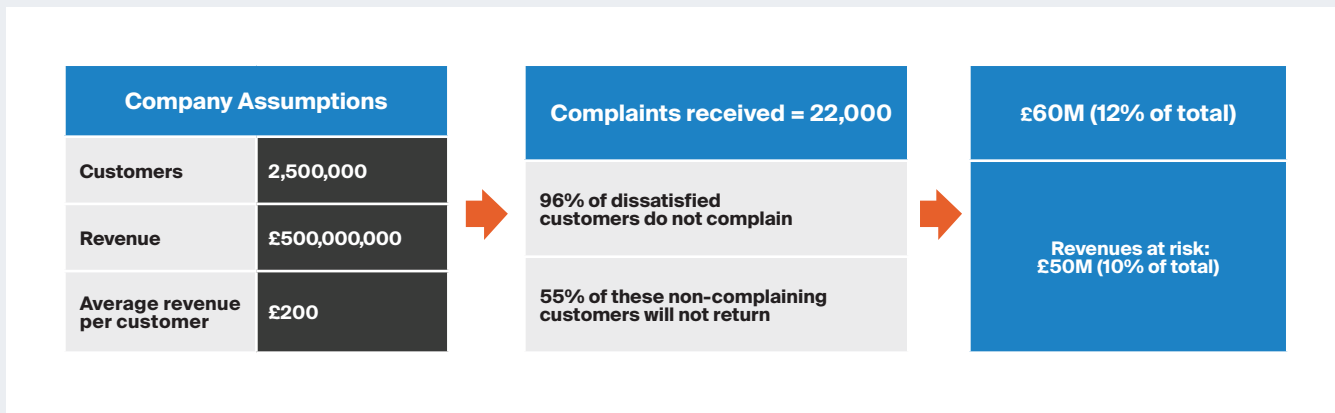 Company Assumptions
Customers
2,500,000
Revenue
£500,000,000
Average revenue
per customer
£200
Complaints received = 22,000
96% of dissatisfied
customers do not complain
55% of these non-complaining
customers will not return
£60M (12% of total)
Revenues at risk:
£50M (10% of total)